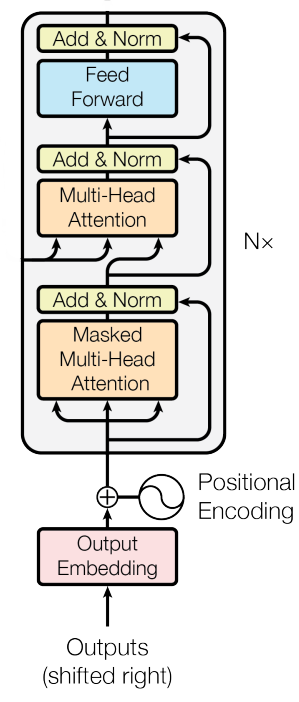 Add & Norm
Feed
Forward
Add & Norm
Multi-Head
Attention
N×
Add & Norm
Masked
Multi-Head
Attention
Positional
Encoding
Output
Embedding
Outputs
(shifted right)